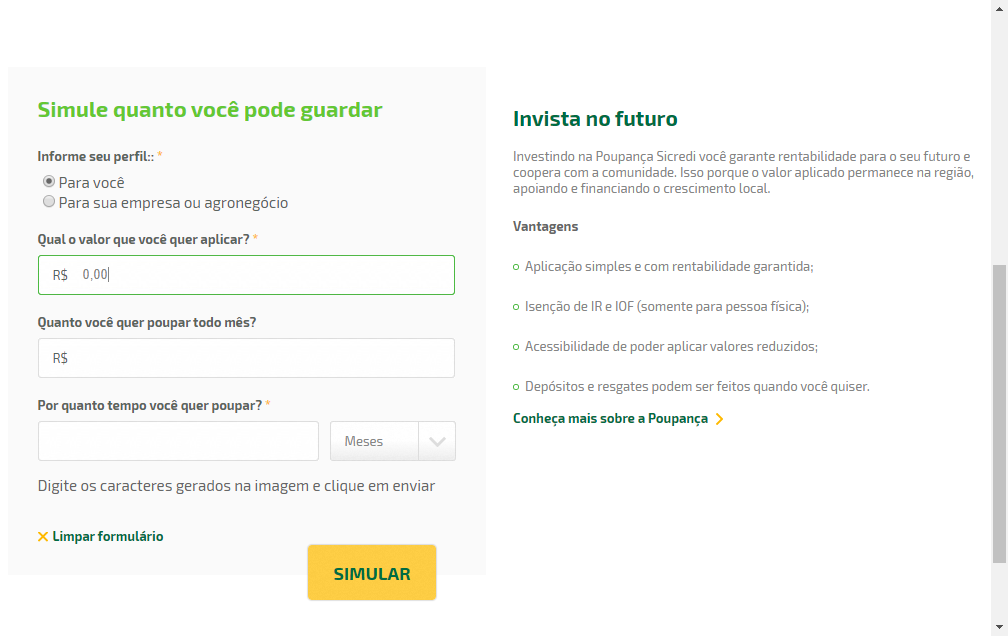 Simule quanto você pode guardar
Informe seu perfil:: *
Para você
Para sua empresa ou agronegócio
Qual o valor que você quer aplicar? *
R$ 0,00
Quanto você quer poupar todo mês?
R$
Por quanto tempo você quer poupar? *
Meses
Digite os caracteres gerados na imagem e clique em enviar
Limpar formulário
SIMULAR
Invista no futuro
Investindo na Poupança Sicredi você garante rentabilidade para o seu futuro e
coopera com a comunidade. Isso porque o valor aplicado permanece na região,
apoiando e financiando o crescimento local.
Vantagens
Aplicação simples e com rentabilidade garantida;
Isenção de IR e IOF (somente para pessoa física);
Acessibilidade de poder aplicar valores reduzidos;
Depósitos e resgates podem ser feitos quando você quiser.
Conheça mais sobre a Poupança